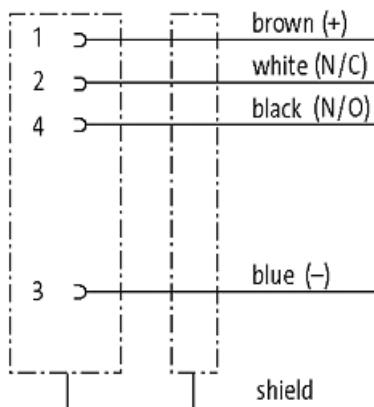 1 brown (+)
2 white (N/C)
4 black (N/O)
3 blue (–)
shield